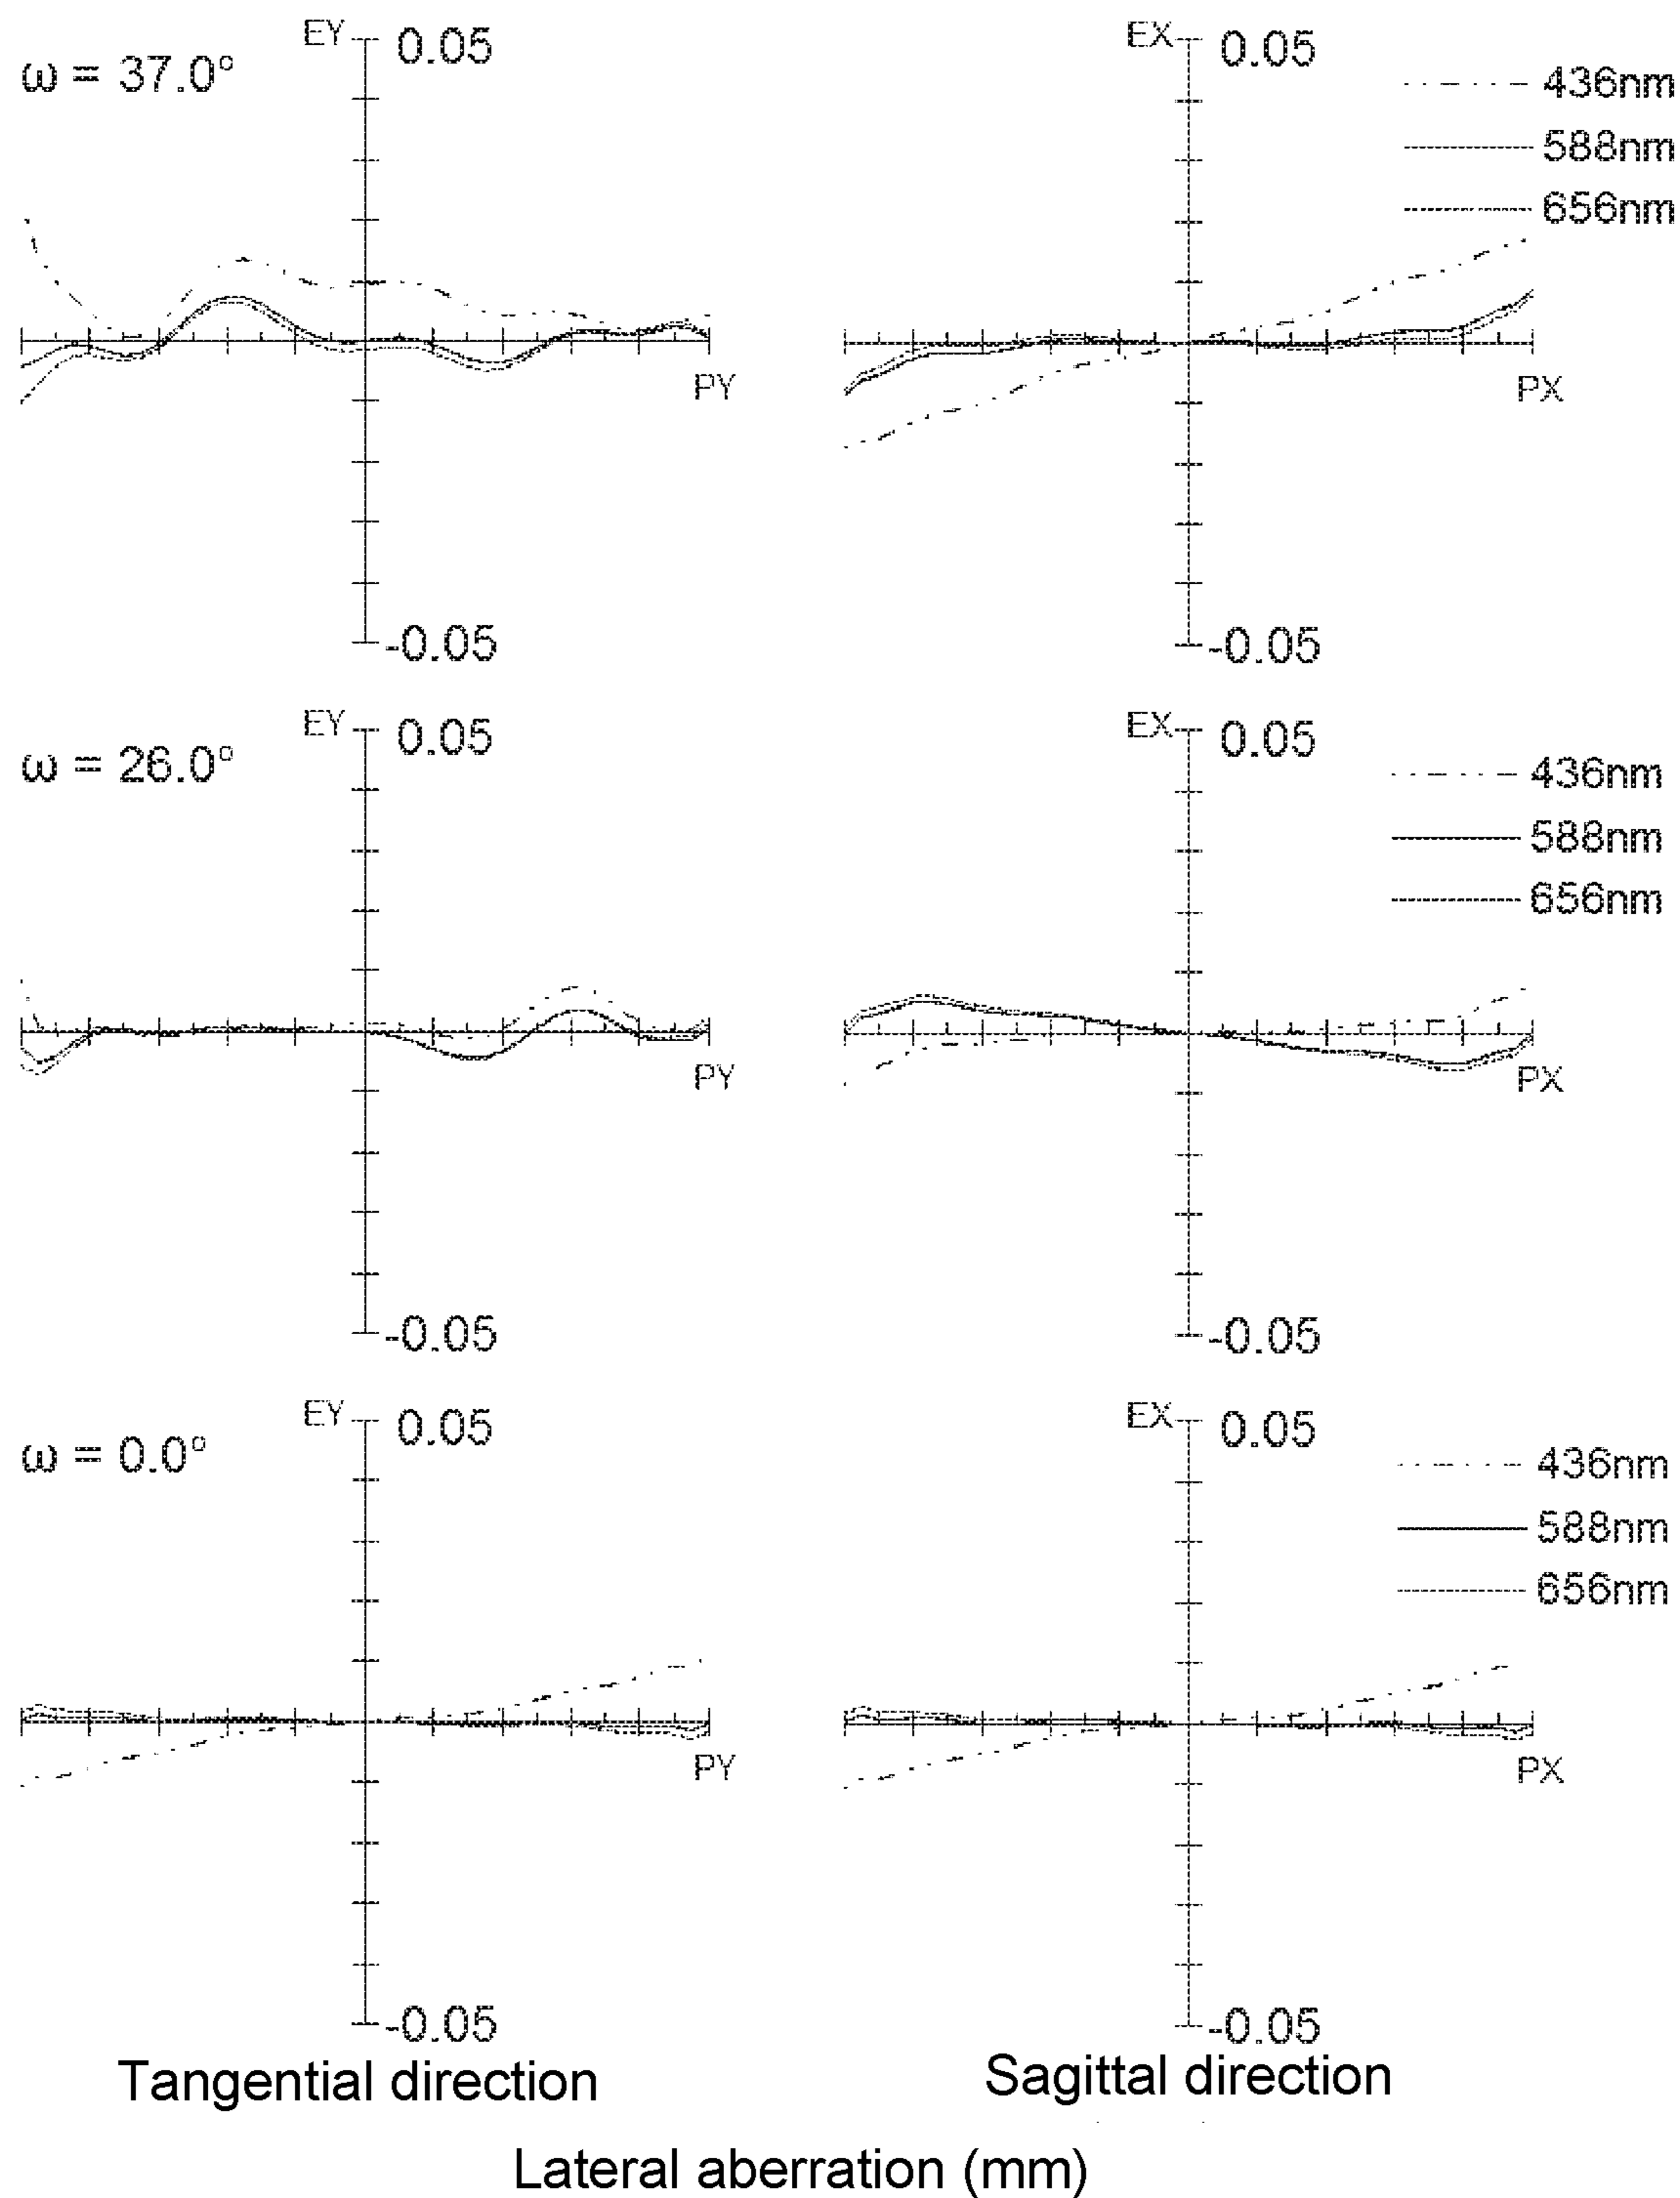 EY 0.05 EX 0.05
ω = 37.0° 436nm
588nm
656nm
PY PX
-0.05 -0.05
EY 0.05 EX 0.05
ω = 26.0° 436nm
588nm
656nm
PY PX
-0.05 -0.05
EY 0.05 EX 0.05
ω = 0.0° 436nm
588nm
656nm
PY PX
-0.05 -0.05
Tangential direction Sagittal direction
Lateral aberration (mm)